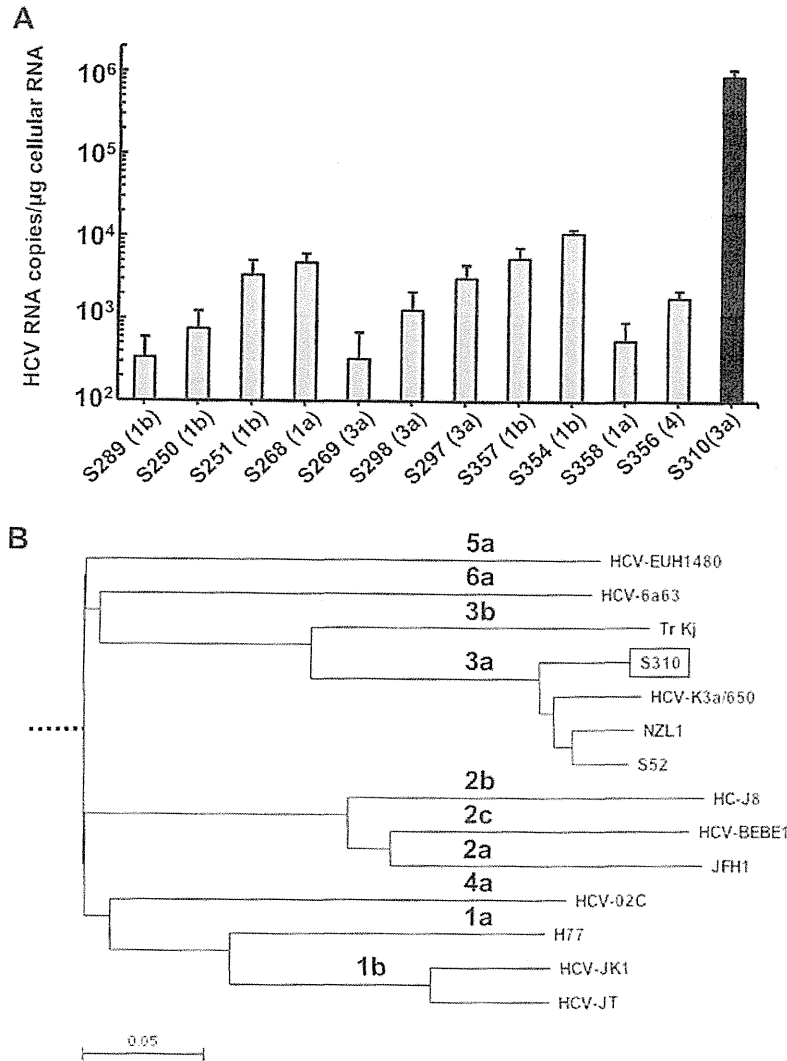 A
HCV RNA copies/µg cellular RNA
10⁶
10⁵
10⁴
10³
10²
S289 (1b)
S250 (1b)
S251 (1b)
S268 (1a)
S269 (3a)
S298 (3a)
S297 (3a)
S357 (1b)
S354 (1b)
S358 (1a)
S356 (4)
S310(3a)
B
5a
HCV-EUH1480
6a
HCV-6a63
3b
Tr Kj
3a
S310
HCV-K3a/650
NZL1
S52
2b
HC-J8
2c
HCV-BEBE1
2a
JFH1
4a
HCV-02C
1a
H77
1b
HCV-JK1
HCV-JT
0.05